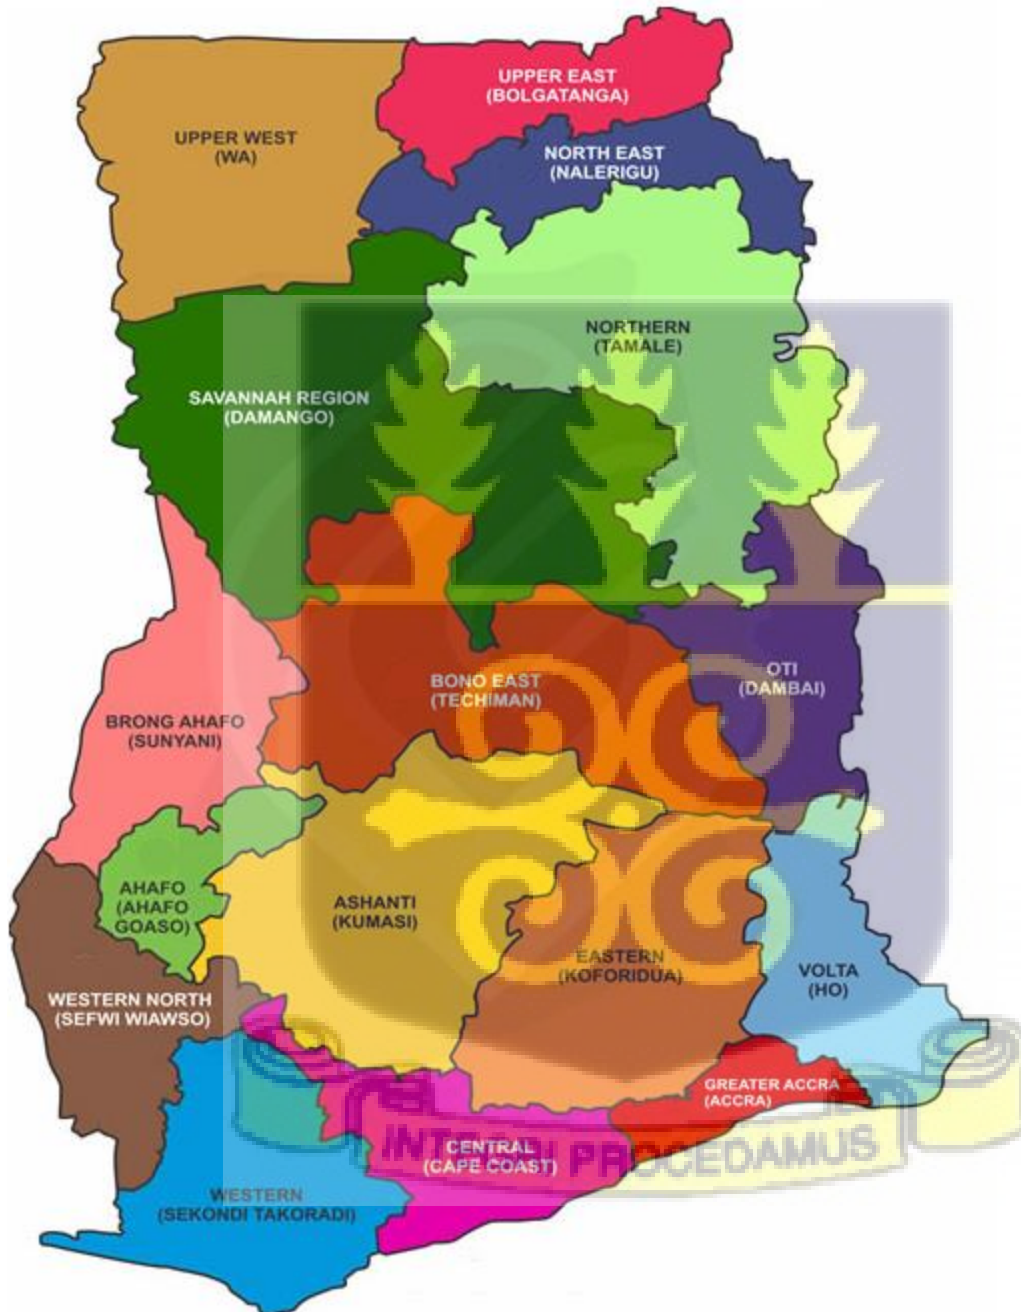 UPPER EAST
(BOLGATANGA)
UPPER WEST
(WA)
NORTH EAST
(NALERIGU)
NORTHERN
(TAMALE)
SAVANNAH REGION
(DAMANGO)
OTI
(DAMBAI)
BONO EAST
(TECHIMAN)
BRONG AHAFO
(SUNYANI)
AHAFO
(AHAFO
GOASO)
ASHANTI
(KUMASI)
EASTERN
(KOFORIDUA)
VOLTA
(HO)
WESTERN NORTH
(SEFWI WIAWSO)
GREATER ACCRA
(ACCRA)
CENTRAL
(CAPE COAST)
INTEGRI PROCEDAMUS
WESTERN
(SEKONDI TAKORADI)